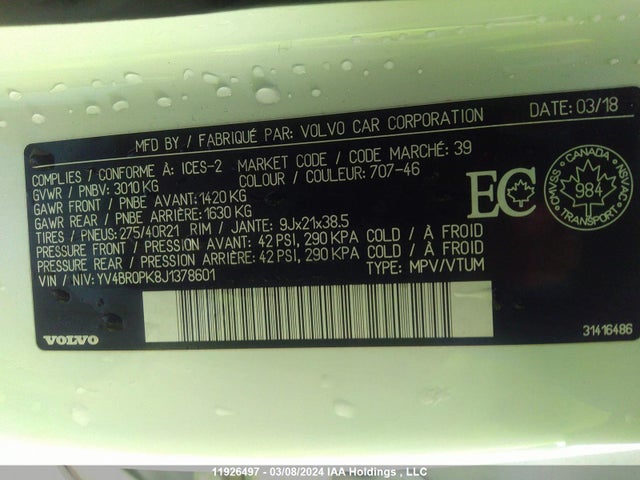 MFD BY / FABRIQUÉ PAR: VOLVO CAR CORPORATION DATE: 03/18
COMPLIES / CONFORME À: ICES-2 MARKET CODE / CODE MARCHÉ: 39
GVWR / PNBV: 3010 KG COLOUR / COULEUR: 707-46
GAWR FRONT / PNBE AVANT: 1420 KG
GAWR REAR / PNBE ARRIÈRE: 1630 KG
TIRES / PNEUS: 275/40R21 RIM / JANTE: 9Jx21x38.5
PRESSURE FRONT / PRESSION AVANT: 42 PSI, 290 KPA COLD / À FROID
PRESSURE REAR / PRESSION ARRIÈRE: 42 PSI, 290 KPA COLD / À FROID
VIN / NIV: YV4BR0PK8J1378601 TYPE: MPV/VTUM
EC
CANADA
CMVSS NSVAC
984
TRANSPORT
VOLVO
31416486
11926497 - 03/08/2024 IAA Holdings , LLC